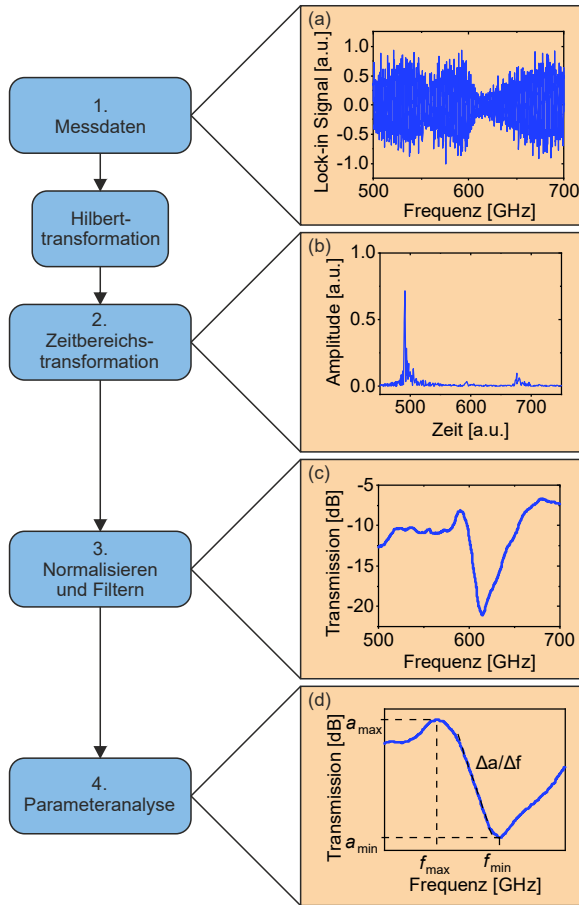 1.
Messdaten
Hilbert-
transformation
2.
Zeitbereichs-
transformation
3.
Normalisieren
und Filtern
4.
Parameteranalyse
(a)
Lock-in Signal [a.u.]
1.0
0.5
0.0
-0.5
-1.0
500 600 700
Frequenz [GHz]
(b)
Amplitude [a.u.]
1.0
0.5
0.0
500 600 700
Zeit [a.u.]
(c)
Transmission [dB]
-5
-10
-15
-20
500 600 700
Frequenz [GHz]
(d)
Transmission [dB]
a max
Δa/Δf
a min
f max f min
Frequenz [GHz]